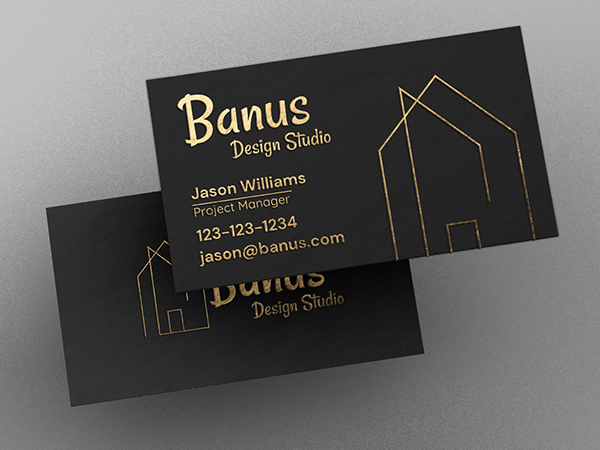 Banus
Design Studio
Jason Williams
Project Manager
123-123-1234
jason@banus.com
Banus
Design Studio